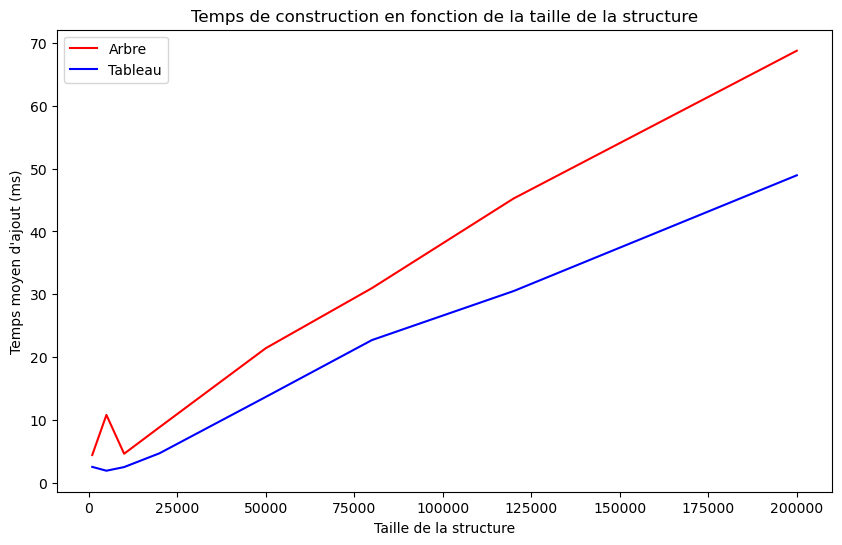 Temps de construction en fonction de la taille de la structure
Arbre
Tableau
Temps moyen d'ajout (ms)
70
60
50
40
30
20
10
0
0 25000 50000 75000 100000 125000 150000 175000 200000
Taille de la structure